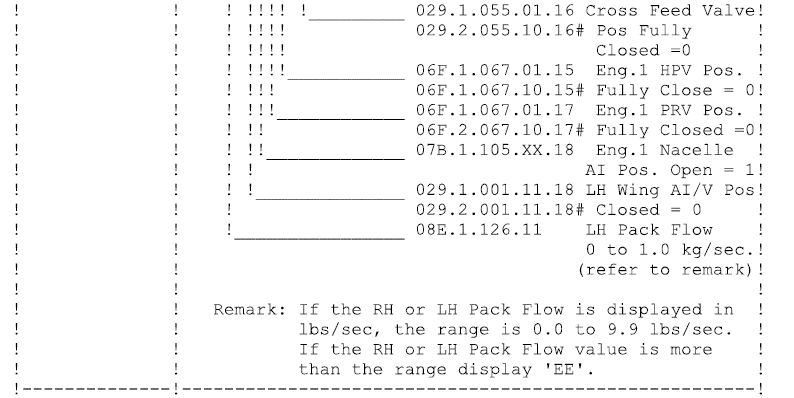 !                 !     ! !!!! !___________ 029.1.055.01.16 Cross Feed Valve!
!                 !     ! !!!!              029.2.055.10.16# Pos Fully       !
!                 !     ! !!!!                               Closed =0       !
!                 !     ! !!!!_____________ 06F.1.067.01.15  Eng.1 HPV Pos. !
!                 !     ! !!!               06F.1.067.10.15# Fully Close = 0!
!                 !     ! !!!______________ 06F.1.067.01.17  Eng.1 PRV Pos. !
!                 !     ! !!                06F.2.067.10.17# Fully Closed =0!
!                 !     ! !!_______________ 07B.1.105.XX.18  Eng.1 Nacelle  !
!                 !     ! !                                 AI Pos. Open = 1!
!                 !     ! !________________ 029.1.001.11.18 LH Wing AI/V Pos!
!                 !     !                   029.2.001.11.18# Closed = 0      !
!                 !     !__________________ 08E.1.126.11    LH Pack Flow    !
!                 !                                         0 to 1.0 kg/sec.!
!                 !                                        (refer to remark)!
!                 !                                                         !
!                 !   Remark: If the RH or LH Pack Flow is displayed in     !
!                 !           lbs/sec, the range is 0.0 to 9.9 lbs/sec.     !
!                 !           If the RH or LH Pack Flow value is more       !
!                 !           than the range display 'EE'.                  !
!-----------------!---------------------------------------------------------!